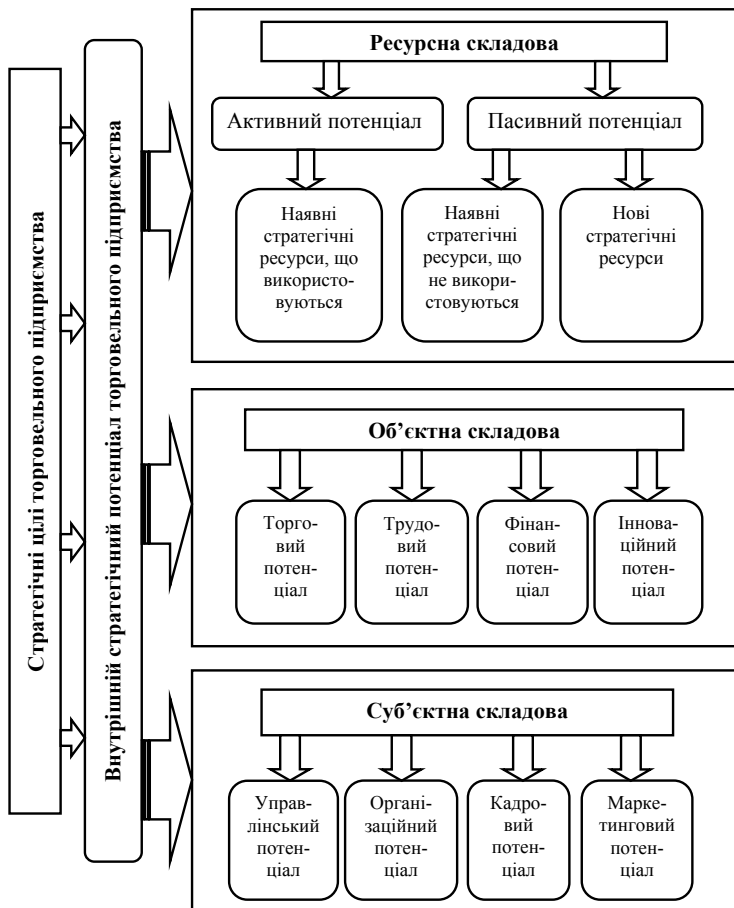 Стратегічні цілі торговельного підприємства
Внутрішній стратегічний потенціал торговельного підприємства
Ресурсна складова
Активний потенціал
Пасивний потенціал
Наявні
стратегічні
ресурси, що
використо-
вуються
Наявні
стратегічні
ресурси, що
не викори-
стовуються
Нові
стратегічні
ресурси
Об’єктна складова
Торго-
вий
потен-
ціал
Трудо-
вий
потен-
ціал
Фінан-
совий
потен-
ціал
Іннова-
ційний
потен-
ціал
Суб’єктна складова
Управ-
лінський
потен-
ціал
Органі-
заційний
потен-
ціал
Кадро-
вий
потен-
ціал
Марке-
тинговий
потен-
ціал